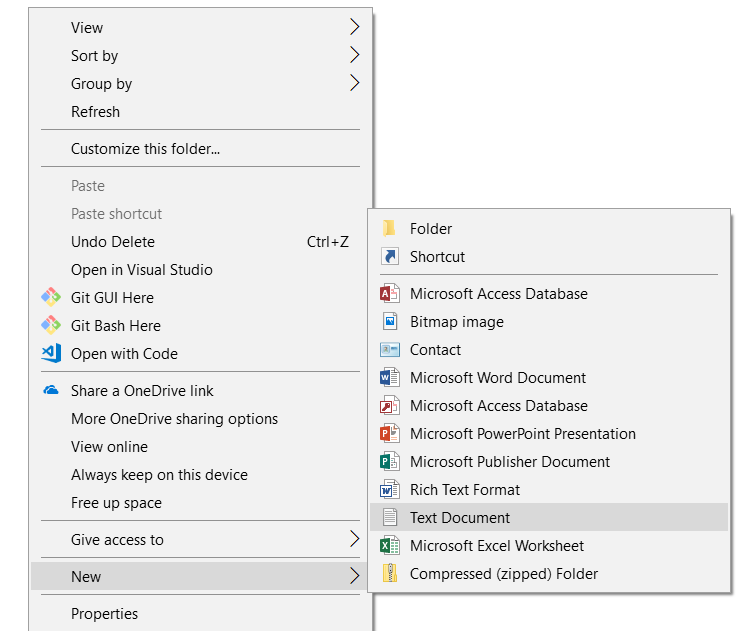 View
Sort by
Group by
Refresh
Customize this folder...
Paste
Paste shortcut
Undo Delete Ctrl+Z
Open in Visual Studio
Git GUI Here
Git Bash Here
Open with Code
Share a OneDrive link
More OneDrive sharing options
View online
Always keep on this device
Free up space
Give access to
New
Properties
Folder
Shortcut
Microsoft Access Database
Bitmap image
Contact
Microsoft Word Document
Microsoft Access Database
Microsoft PowerPoint Presentation
Microsoft Publisher Document
Rich Text Format
Text Document
Microsoft Excel Worksheet
Compressed (zipped) Folder